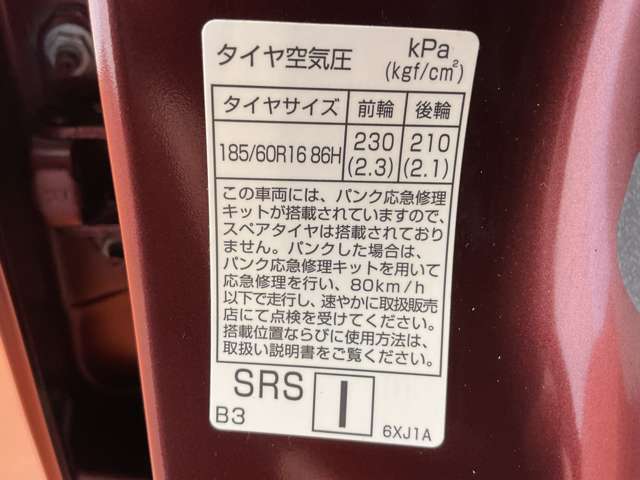 タイヤ空気圧 kPa
(kgf/cm²)
タイヤサイズ 前輪 後輪
185/60R16 86H 230 210
(2.3) (2.1)
この車両には、パンク応急修理
キットが搭載されていますので、
スペアタイヤは搭載されており
ません。パンクした場合は、
パンク応急修理キットを用いて
応急修理を行い、80km/h
以下で走行し、速やかに取扱販売
店にて点検を受けてください。
搭載位置ならびに使用方法は、
取扱い説明書をご覧ください。
SRS I
B3 6XJ1A